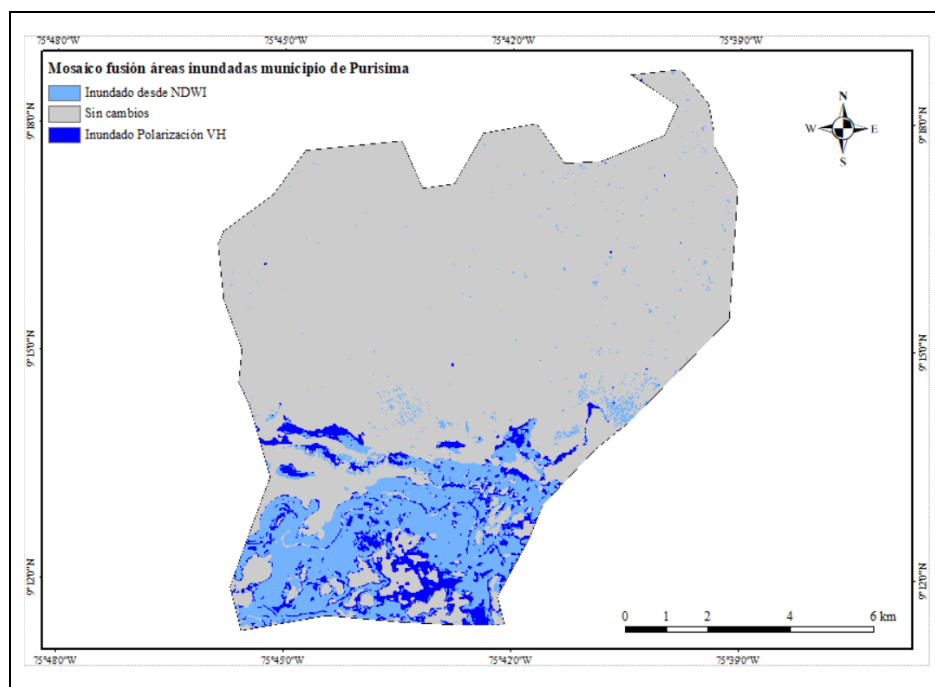 75°48'0"W 75°45'0"W 75°42'0"W 75°39'0"W
Mosaico fusión áreas inundadas municipio de Purisima
Inundado desde NDWI
Sin cambios
Inundado Polarización VH
N
W E
S
9°18'0"N 9°18'0"N
9°15'0"N 9°15'0"N
9°12'0"N 9°12'0"N
0 1 2 4 6 km
75°48'0"W 75°45'0"W 75°42'0"W 75°39'0"W